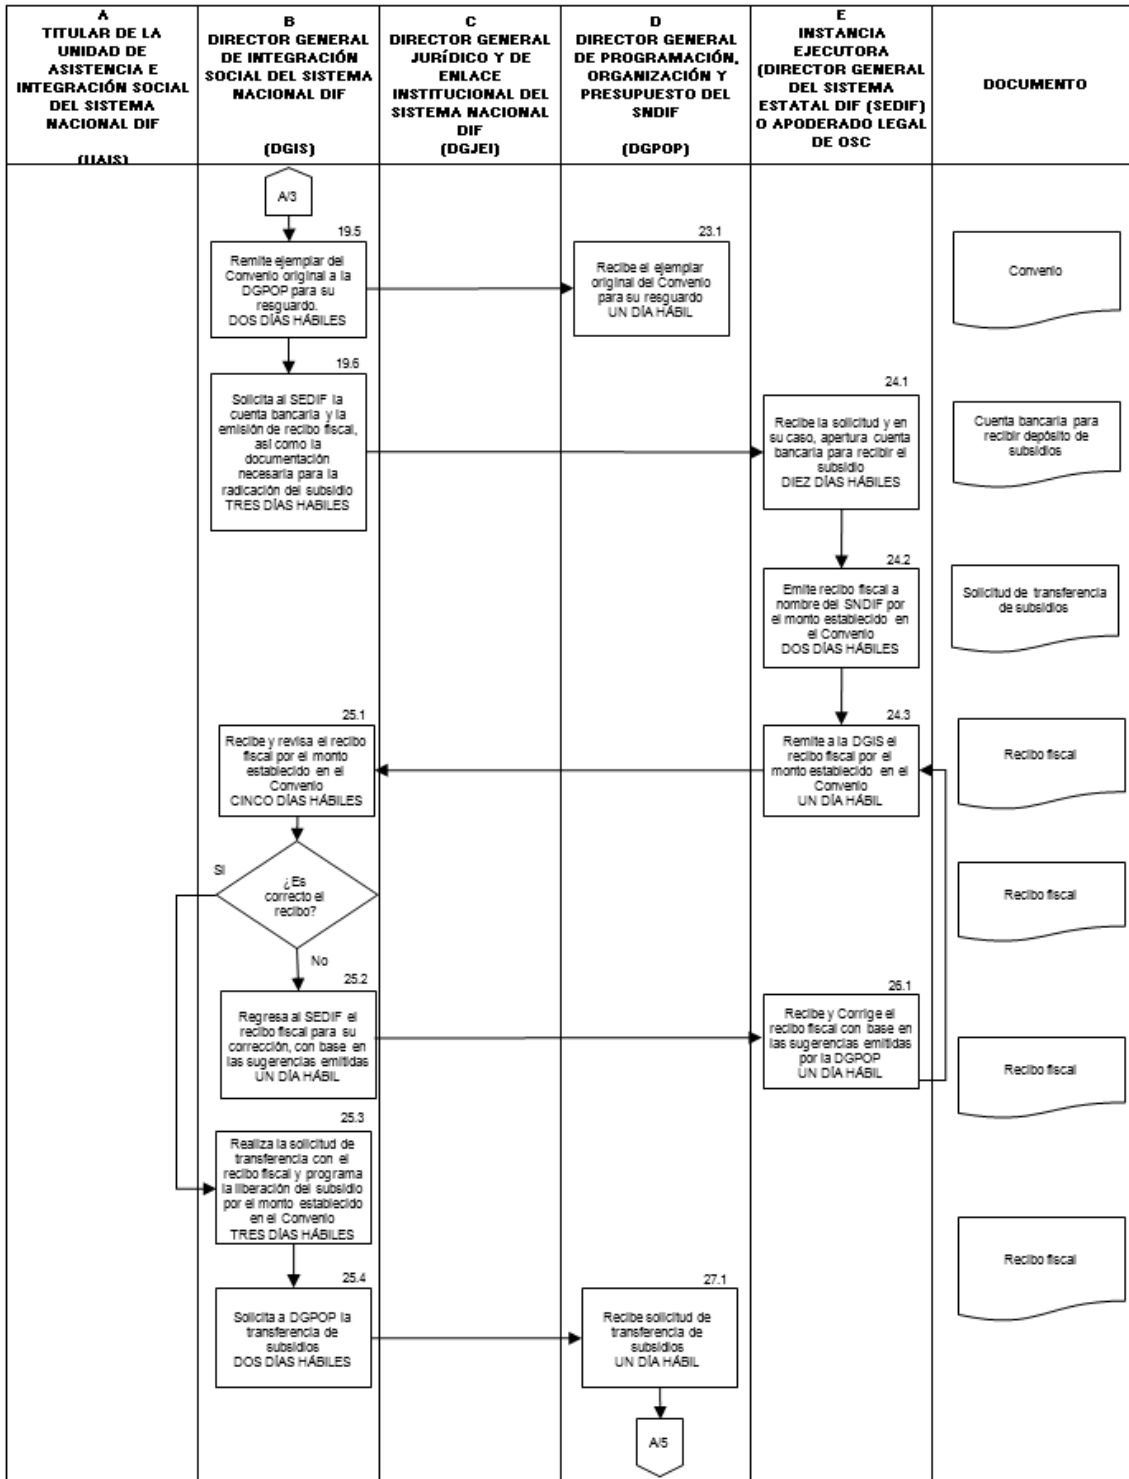 A
TITULAR DE LA
UNIDAD DE
ASISTENCIA E
INTEGRACIÓN SOCIAL
DEL SISTEMA
NACIONAL DIF
(UAIS)
B
DIRECTOR GENERAL
DE INTEGRACIÓN
SOCIAL DEL SISTEMA
NACIONAL DIF
(DGIS)
C
DIRECTOR GENERAL
JURÍDICO Y DE
ENLACE
INSTITUCIONAL DEL
SISTEMA NACIONAL
DIF
(DGJEI)
D
DIRECTOR GENERAL
DE PROGRAMACIÓN,
ORGANIZACIÓN Y
PRESUPUESTO DEL
SNDIF
(DGPOP)
E
INSTANCIA
EJECUTORA
(DIRECTOR GENERAL
DEL SISTEMA
ESTATAL DIF (SEDIF)
O APODERADO LEGAL
DE OSC
DOCUMENTO
A/3
19.5
Remite ejemplar del
Convenio original a la
DGPOP para su
resguardo.
DOS DÍAS HÁBILES
23.1
Recibe el ejemplar
original del Convenio
para su resguardo
UN DÍA HÁBIL
Convenio
19.6
Solicita al SEDIF la
cuenta bancaria y la
emisión de recibo fiscal,
así como la
documentación
necesaria para la
radicación del subsidio
TRES DÍAS HABILES
24.1
Recibe la solicitud y en
su caso, apertura cuenta
bancaria para recibir el
subsidio
DIEZ DÍAS HÁBILES
Cuenta bancaria para
recibir depósito de
subsidios
24.2
Emite recibo fiscal a
nombre del SNDIF por
el monto establecido en
el Convenio
DOS DÍAS HÁBILES
Solicitud de transferencia
de subsidios
25.1
Recibe y revisa el recibo
fiscal por el monto
establecido en el
Convenio
CINCO DÍAS HÁBILES
24.3
Remite a la DGIS el
recibo fiscal por el
monto establecido en el
Convenio
UN DÍA HÁBIL
Recibo fiscal
SI
¿Es
correcto el
recibo?
No
Recibo fiscal
25.2
Regresa al SEDIF el
recibo fiscal para su
corrección, con base en
las sugerencias emitidas
UN DÍA HÁBIL
26.1
Recibe y Corrige el
recibo fiscal con base en
las sugerencias emitidas
por la DGPOP
UN DÍA HÁBIL
Recibo fiscal
25.3
Realiza la solicitud de
transferencia con el
recibo fiscal y programa
la liberación del subsidio
por el monto establecido
en el Convenio
TRES DÍAS HÁBILES
Recibo fiscal
25.4
Solicita a DGPOP la
transferencia de
subsidios
DOS DÍAS HÁBILES
27.1
Recibe solicitud de
transferencia de
subsidios
UN DÍA HÁBIL
A/5